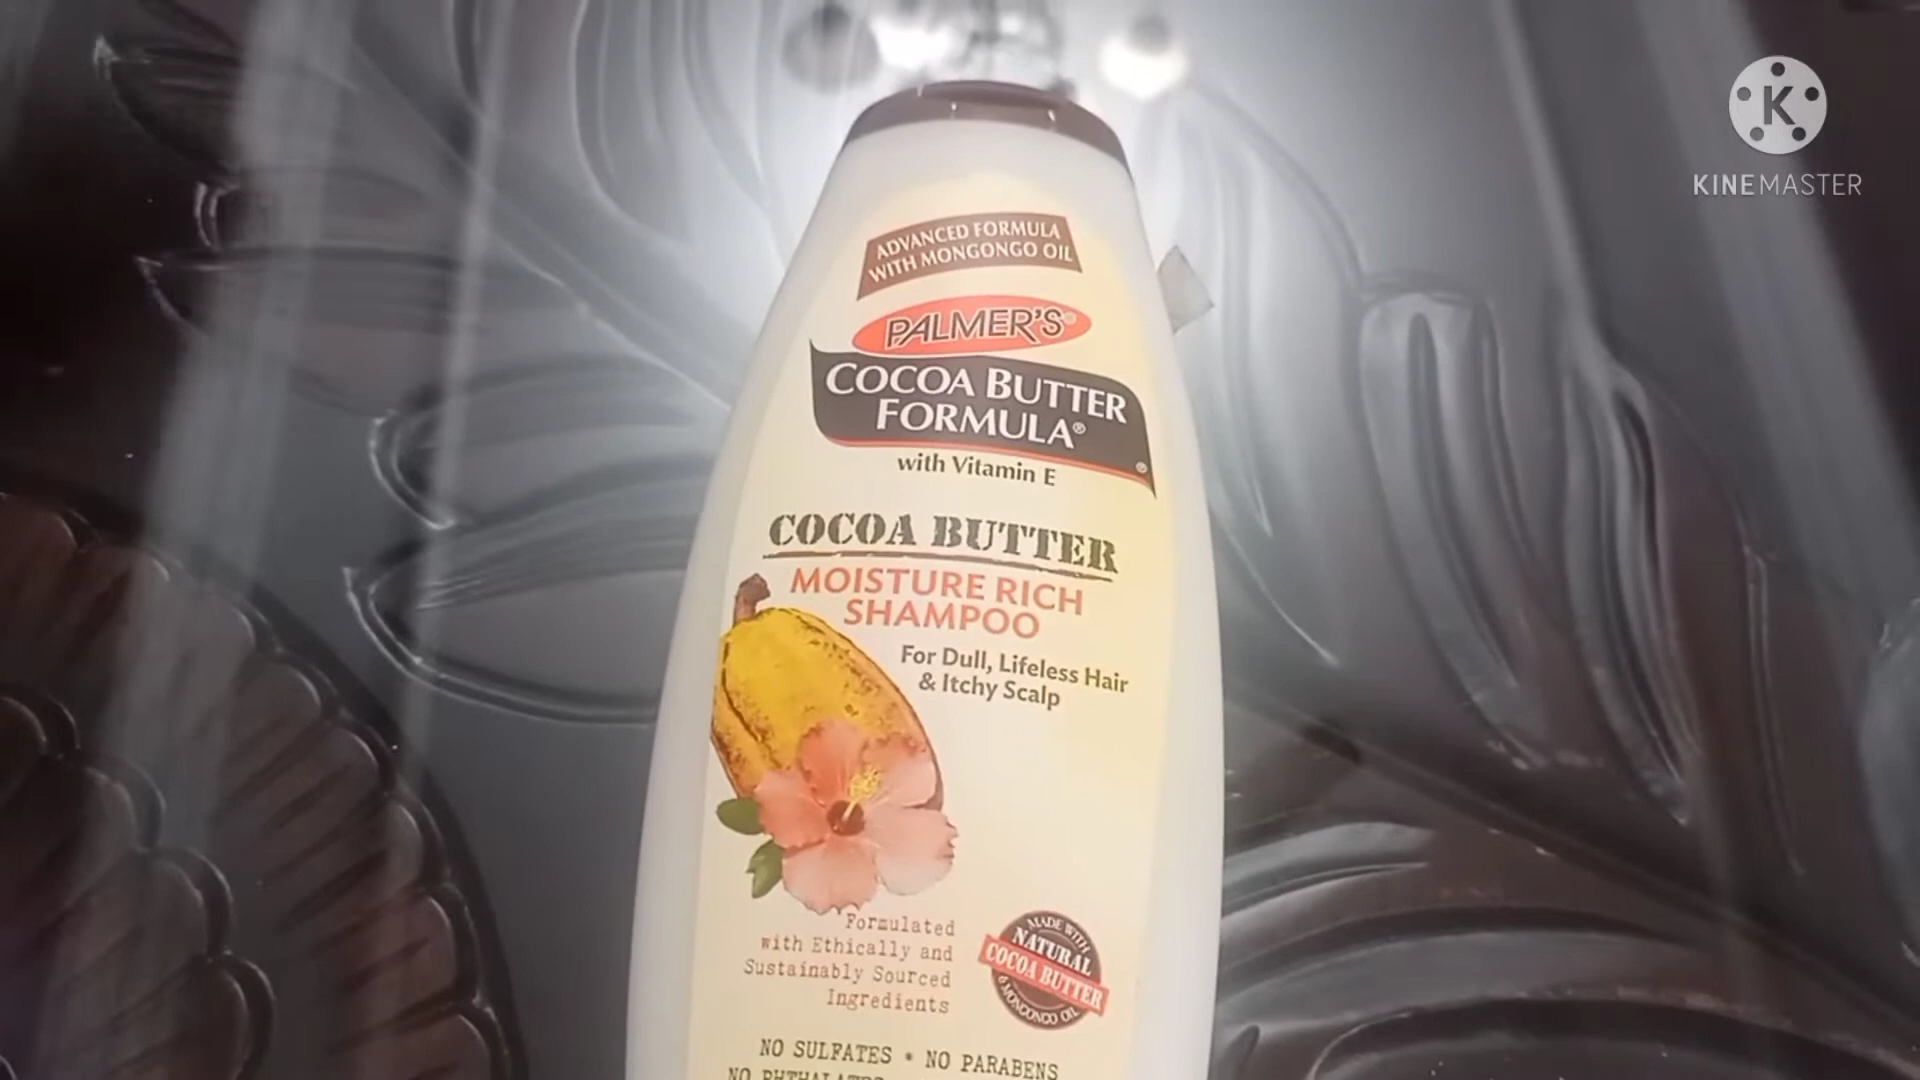 K
KINEMASTER
ADVANCED FORMULA
WITH MONGONGO OIL
PALMER'S®
COCOA BUTTER
FORMULA®
®
with Vitamin E
COCOA BUTTER
MOISTURE RICH
SHAMPOO
For Dull, Lifeless Hair
& Itchy Scalp
Formulated
with Ethically and
Sustainably Sourced
Ingredients
MADE WITH
NATURAL
COCOA BUTTER
& MONGONGO OIL
NO SULFATES • NO PARABENS
NO PHTHALATES